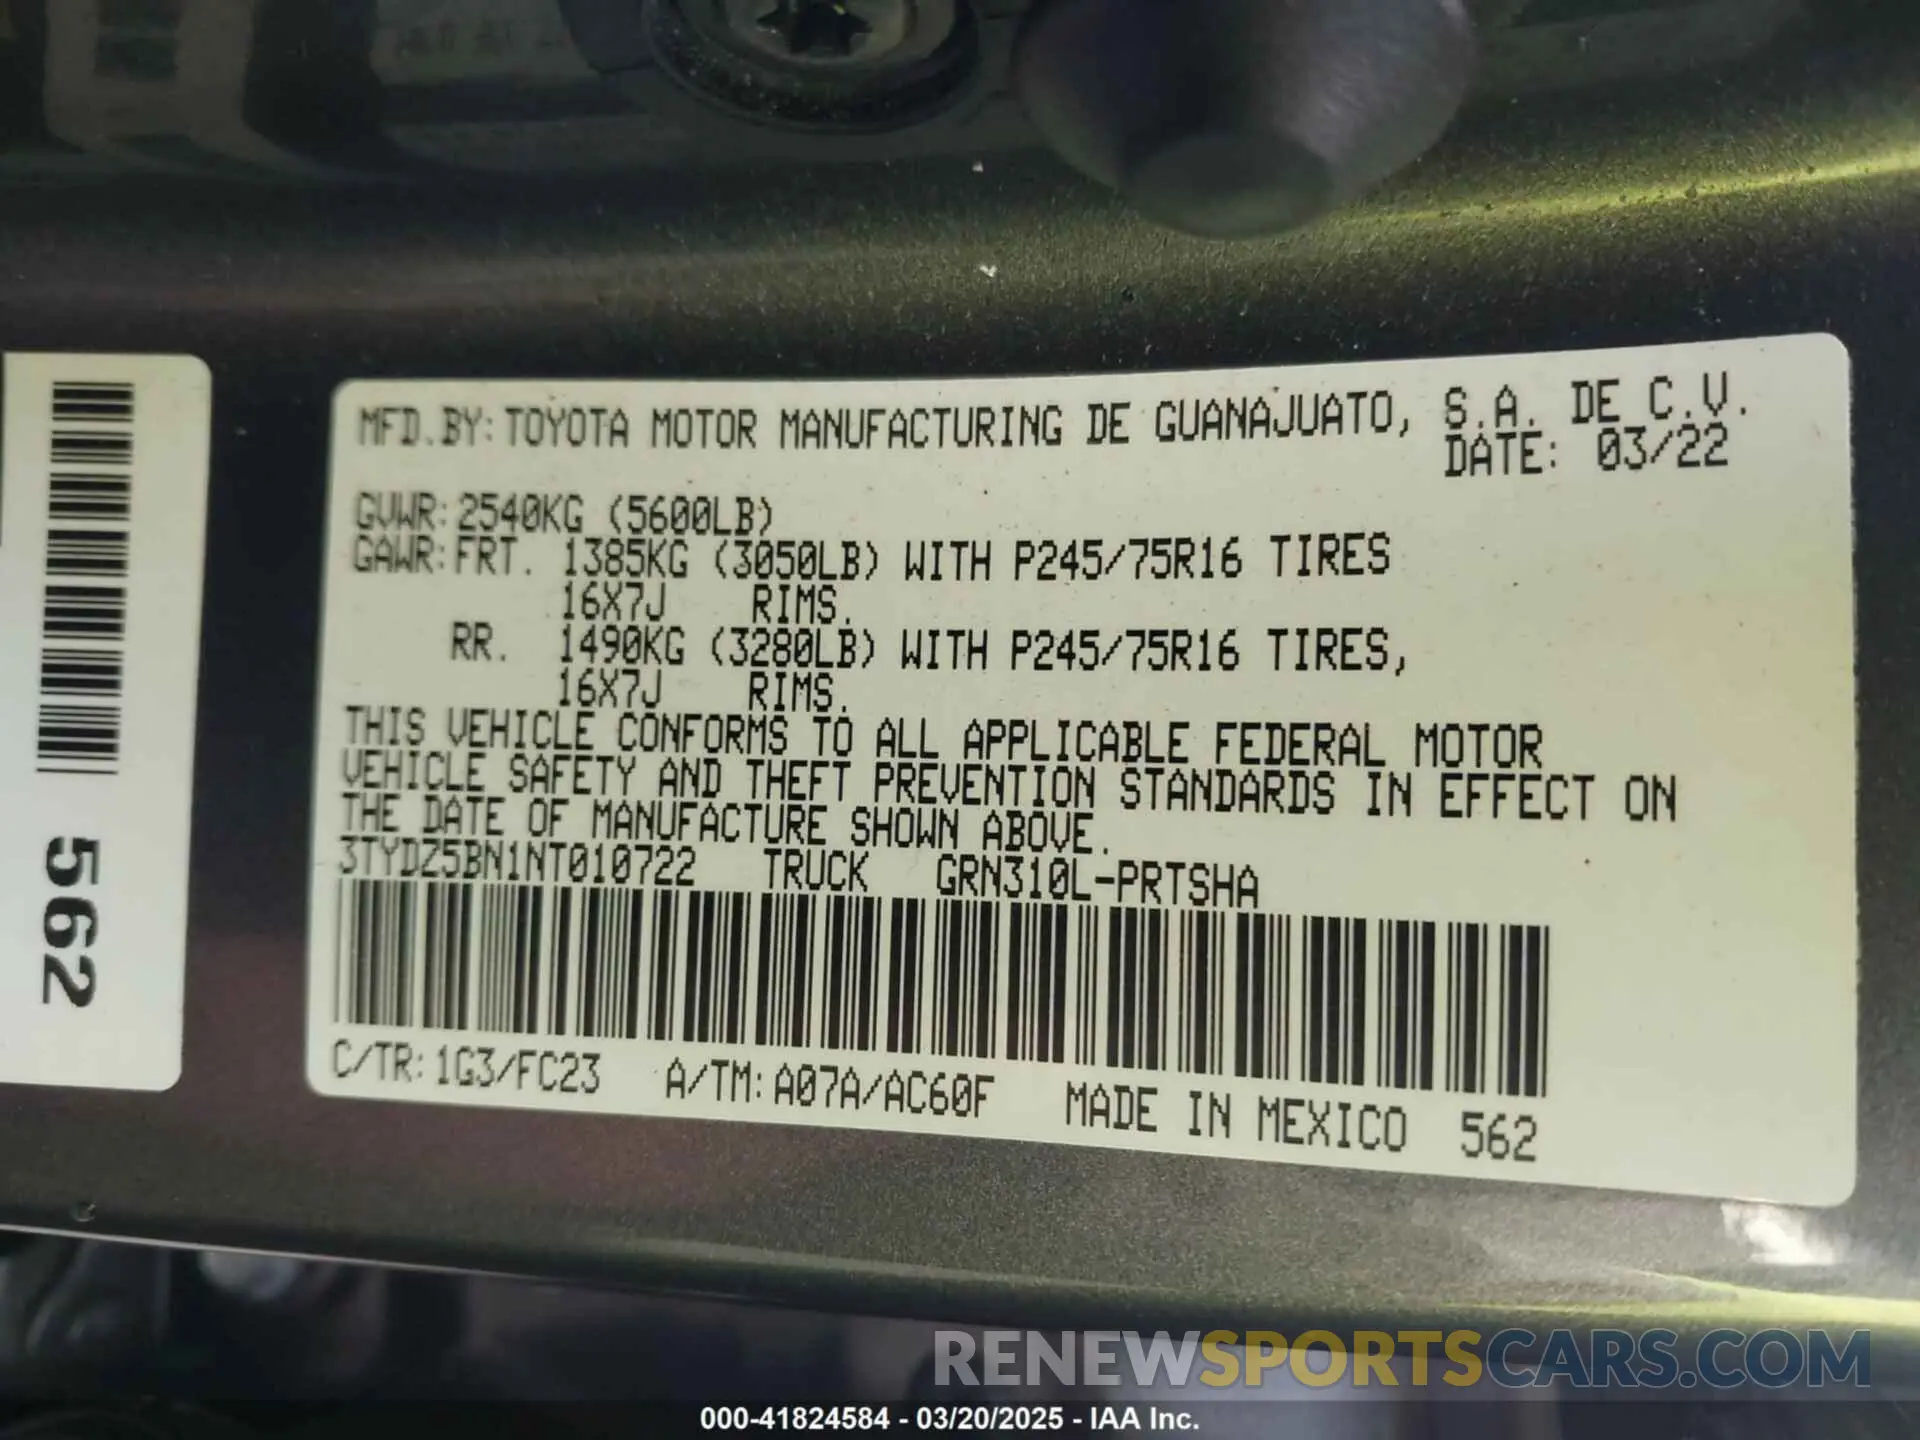 MFD.BY: TOYOTA MOTOR MANUFACTURING DE GUANAJUATO, S.A. DE C.V.
DATE: 03/22
GVWR: 2540KG (5600LB)
GAWR: FRT. 1385KG (3050LB) WITH P245/75R16 TIRES
16X7J RIMS.
RR. 1490KG (3280LB) WITH P245/75R16 TIRES,
16X7J RIMS.
THIS VEHICLE CONFORMS TO ALL APPLICABLE FEDERAL MOTOR
VEHICLE SAFETY AND THEFT PREVENTION STANDARDS IN EFFECT ON
THE DATE OF MANUFACTURE SHOWN ABOVE.
3TYDZ5BN1NT010722 TRUCK GRN310L-PRTSHA
C/TR: 1G3/FC23 A/TM: A07A/AC60F MADE IN MEXICO 562
562
RENEWSPORTSCARS.COM
000-41824584 - 03/20/2025 - IAA Inc.